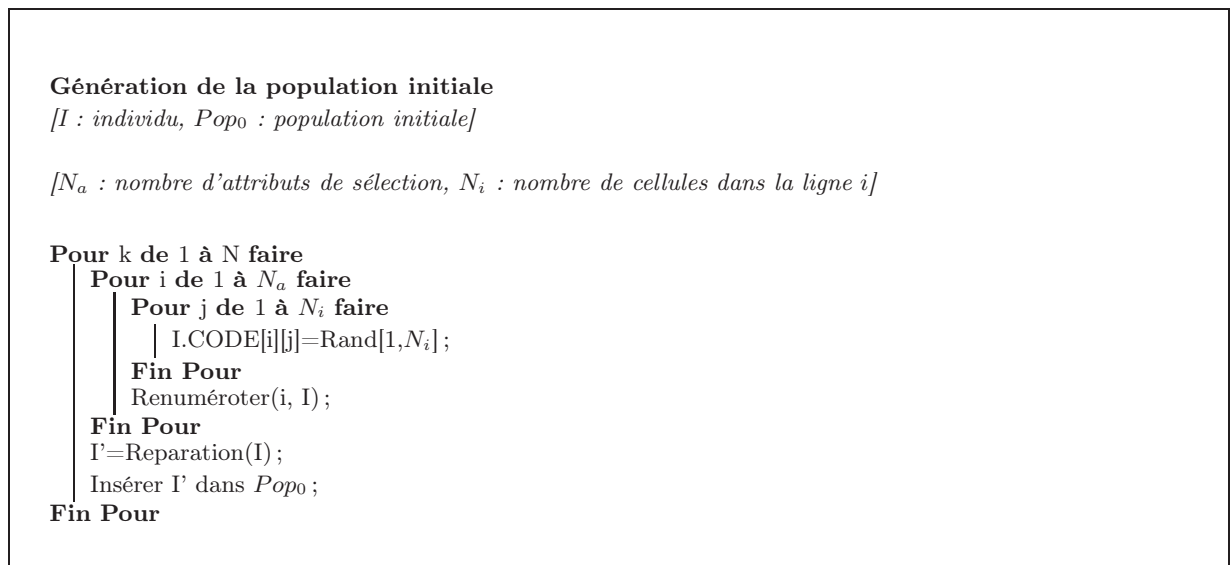 Génération de la population initiale
[I : individu, Pop₀ : population initiale]
[Nₐ : nombre d'attributs de sélection, Nᵢ : nombre de cellules dans la ligne i]
Pour k de 1 à N faire
Pour i de 1 à Nₐ faire
Pour j de 1 à Nᵢ faire
I.CODE[i][j]=Rand[1,Nᵢ] ;
Fin Pour
Renuméroter(i, I) ;
Fin Pour
I'=Reparation(I) ;
Insérer I' dans Pop₀ ;
Fin Pour